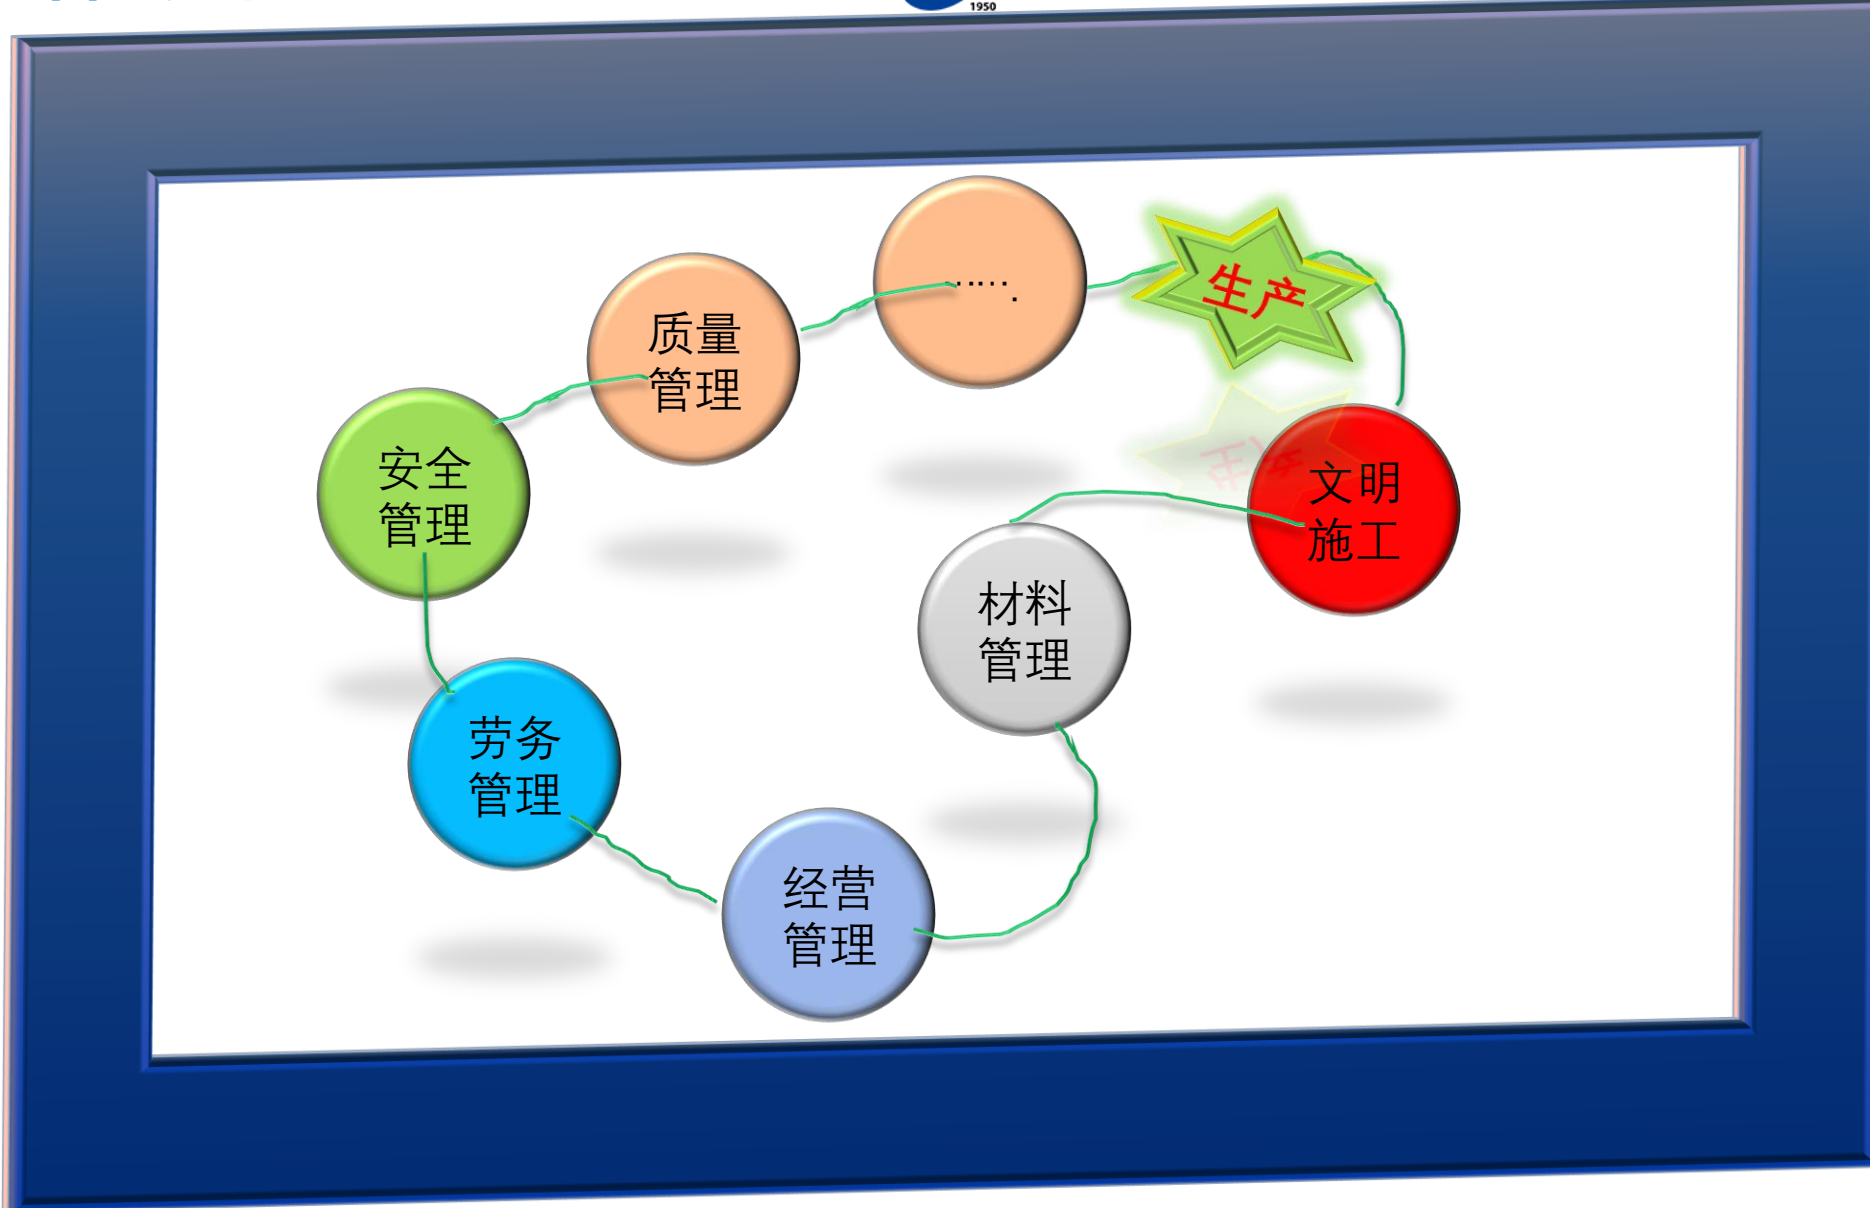 1950
……
.
生产
质量
管理
安全
管理
文明
施工
材料
管理
劳务
管理
经营
管理